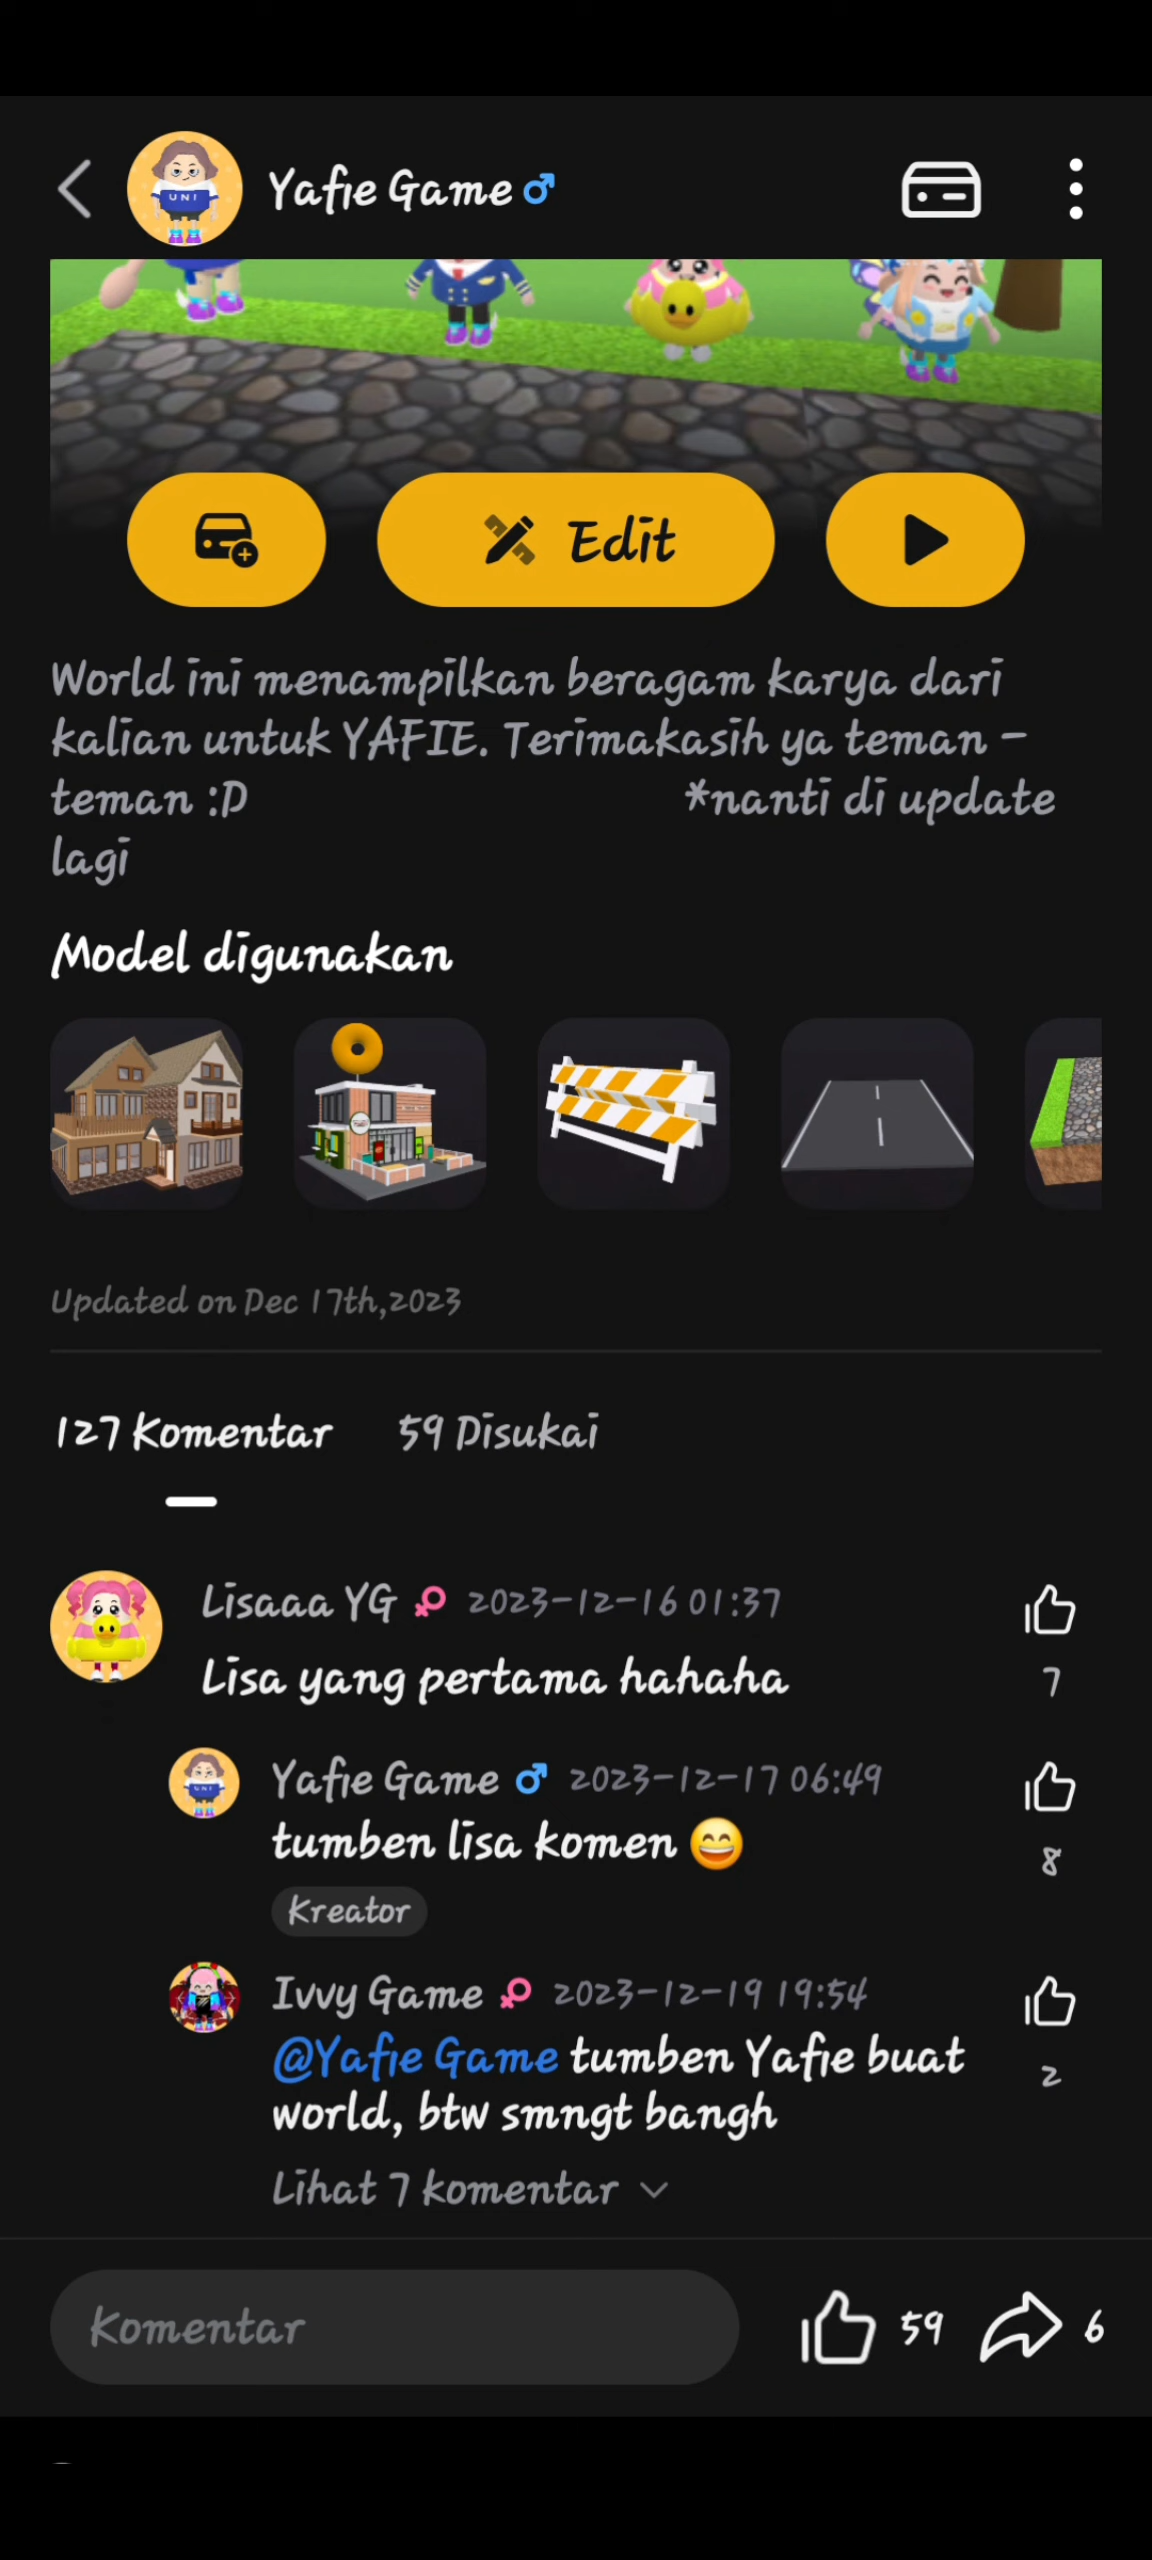 Yafie Game
UNI
Edit
World ini menampilkan beragam karya dari
kalian untuk YAFIE. Terimakasih ya teman -
teman :D *nanti di update
lagi
Model digunakan
Updated on Dec 17th,2023
127 Komentar 59 Disukai
Lisaaa YG 2023-12-16 01:37
Lisa yang pertama hahaha
7
Yafie Game 2023-12-17 06:49
tumben lisa komen 😄
8
Kreator
Ivvy Game 2023-12-19 19:54
@Yafie Game tumben Yafie buat
world, btw smngt bangh
2
Lihat 7 komentar
Komentar 59 6